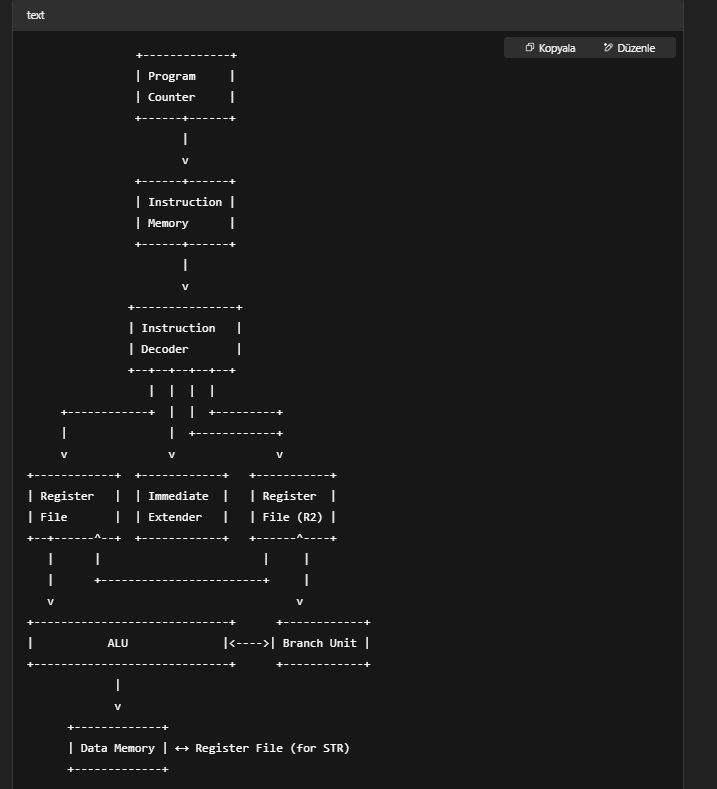 text
Kopyala Düzenle
+-------------+
| Program     |
| Counter     |
+------+------+
|
v
+------+------+
| Instruction |
| Memory      |
+------+------+
|
v
+---------------+
| Instruction   |
| Decoder       |
+--+--+--+--+--+
|  |  |  |
+------------+  |  |  +---------+
|               |  +------------+
v               v               v
+------------+  +------------+   +-----------+
| Register   |  | Immediate  |   | Register  |
| File       |  | Extender   |   | File (R2) |
+--+------^--+  +------------+   +------^----+
|      |                        |     |
|      +------------------------+     |
v                                    v
+-----------------------------+      +------------+
|           ALU              |<---->| Branch Unit |
+-----------------------------+      +------------+
|
v
+-------------+
| Data Memory | ↔ Register File (for STR)
+-------------+